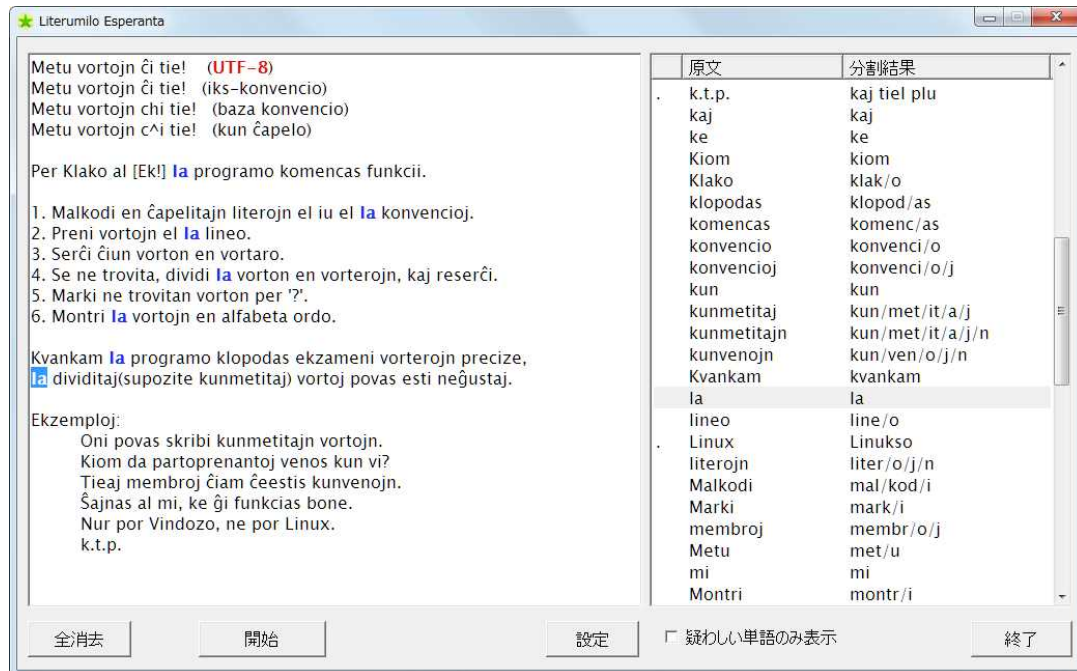 Literumilo Esperanta
Metu vortojn ĉi tie! (UTF-8)
Metu vortojn ĉi tie! (iks-konvencio)
Metu vortojn chi tie! (baza konvencio)
Metu vortojn c^i tie! (kun ĉapelo)
Per Klako al [Ek!] la programo komencas funkcii.
1. Malkodi en ĉapelitajn literojn el iu el la konvencioj.
2. Preni vortojn el la lineo.
3. Serĉi ĉiun vorton en vortaro.
4. Se ne trovita, dividi la vorton en vorterojn, kaj reserĉi.
5. Marki ne trovitan vorton per '?'.
6. Montri la vortojn en alfabeta ordo.
Kvankam la programo klopodas ekzameni vorterojn precize,
la dividitaj(supozite kunmetitaj) vortoj povas esti neĝustaj.
Ekzemploj:
Oni povas skribi kunmetitajn vortojn.
Kiom da partoprenantoj venos kun vi?
Tieaj membroj ĉiam ĉeestis kunvenojn.
Ŝajnas al mi, ke ĝi funkcias bone.
Nur por Vindozo, ne por Linux.
k.t.p.
原文 分割結果
. k.t.p. kaj tiel plu
kaj kaj
ke ke
Kiom kiom
Klako klak/o
klopodas klopod/as
komencas komenc/as
konvencio konvenci/o
konvencioj konvenci/o/j
kun kun
kunmetitaj kun/met/it/a/j
kunmetitajn kun/met/it/a/j/n
kunvenojn kun/ven/o/j/n
Kvankam kvankam
la la
lineo line/o
. Linux Linukso
literojn liter/o/j/n
Malkodi mal/kod/i
Marki mark/i
membroj membr/o/j
Metu met/u
mi mi
Montri montr/i
全消去 開始 設定 疑わしい単語のみ表示 終了